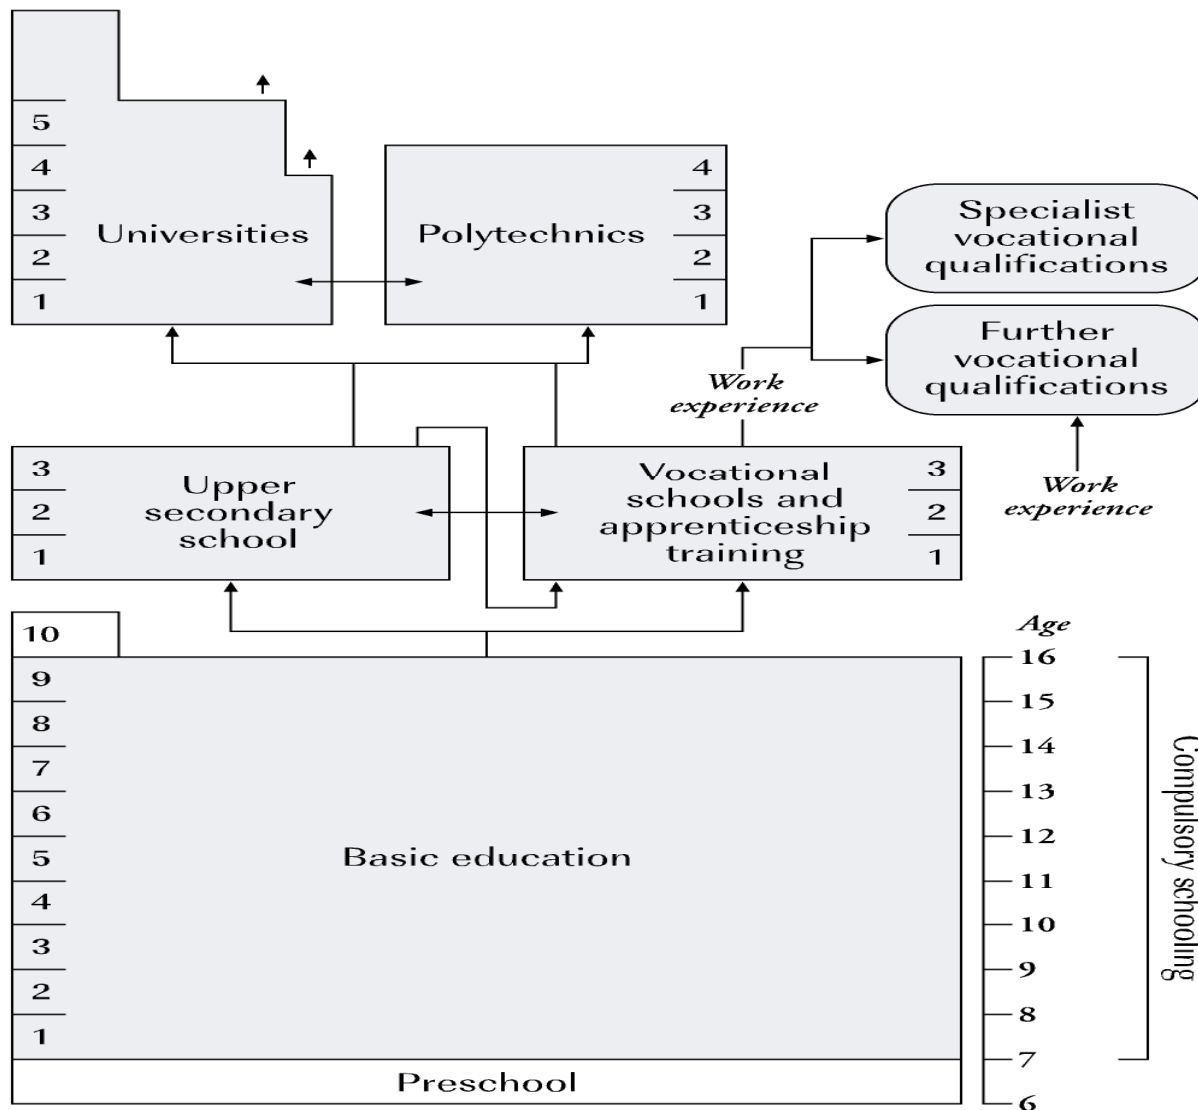 5
4
3
2
1
Universities
Polytechnics
4
3
2
1
Specialist
vocational
qualifications
Further
vocational
qualifications
Work
experience
Work
experience
3
2
1
Upper
secondary
school
Vocational
schools and
apprenticeship
training
3
2
1
10
9
8
7
6
5
4
3
2
1
Basic education
Preschool
Age
16
15
14
13
12
11
10
9
8
7
6
Compulsory schooling